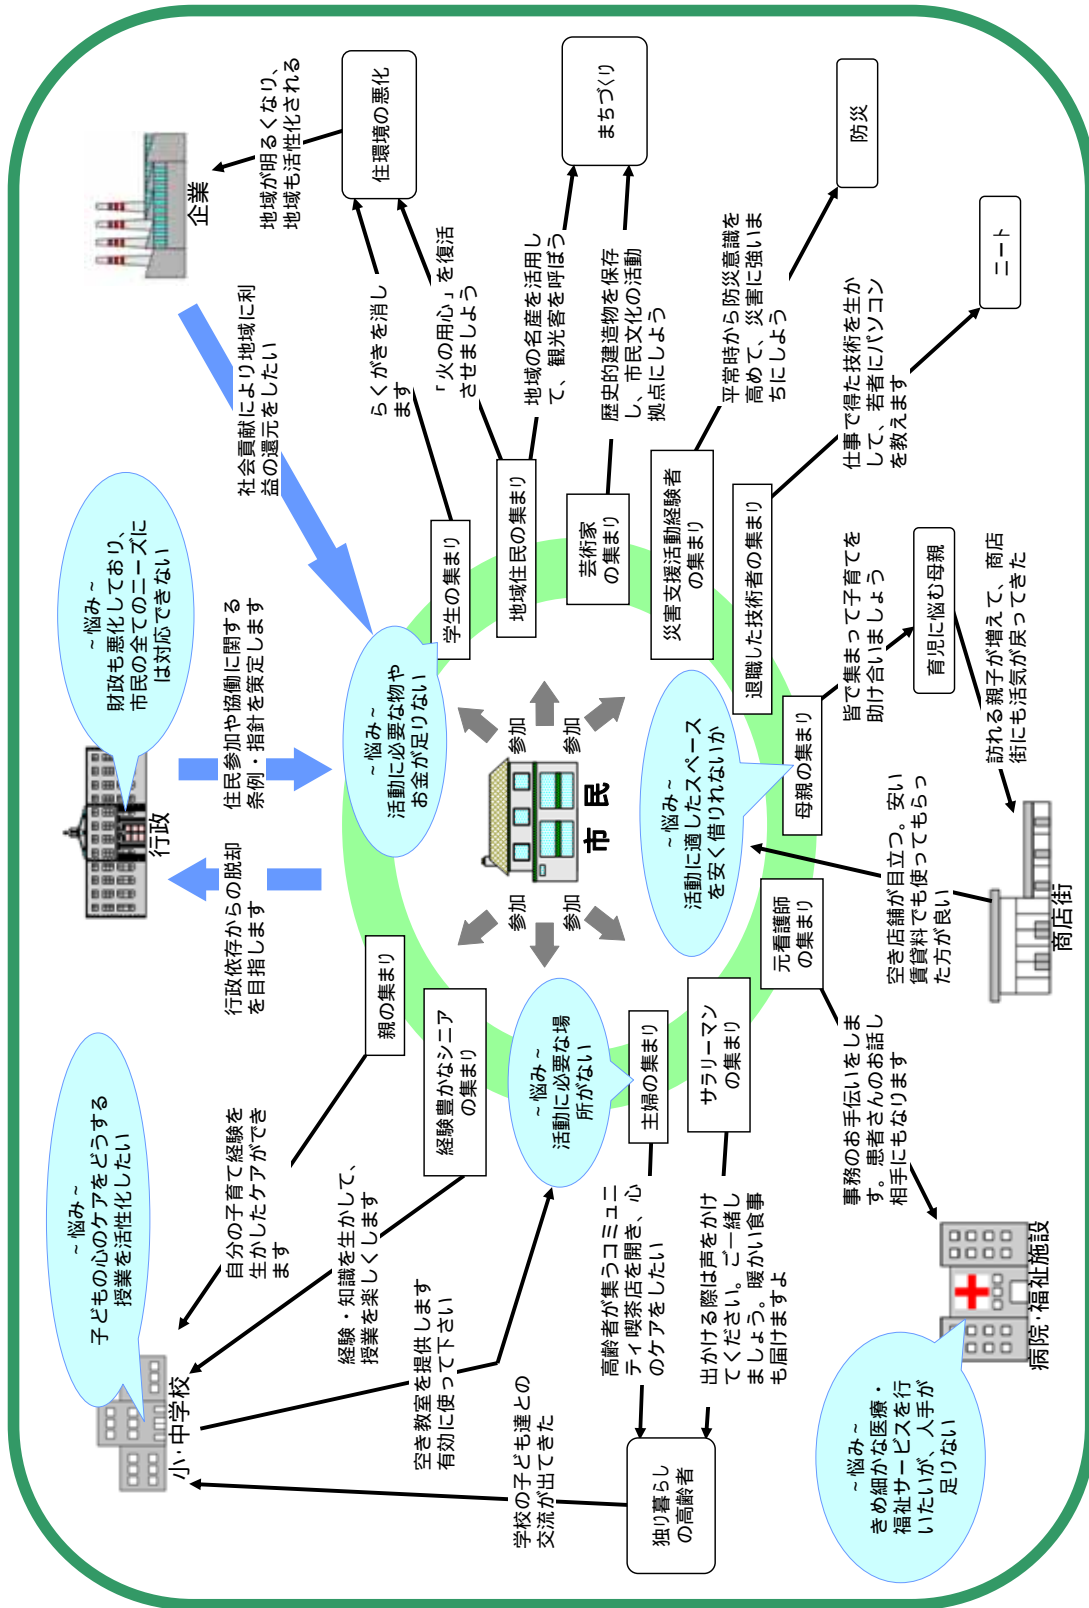 ～悩み～
子どもの心のケアをどうする
授業を活性化したい
小・中学校
自分の子育て経験を
生かしたケアができ
ます
経験・知識を生かして、
授業を楽しくします
空き教室を提供します
有効に使って下さい
学校の子ども達との
交流が出てきた
独り暮らし
の高齢者
行政
～悩み～
財政も悪化しており、
市民の全てのニーズに
は対応できない
行政依存からの脱却
を目指します
住民参加や協働に関する
条例・指針を策定します
企業
社会貢献により地域に利
益の還元をしたい
地域が明るくなり、
地域も活性化される
住環境の悪化
らくがきを消し
ます
「火の用心」を復活
させましょう
まちづくり
地域の名産を活用し
て、観光客を呼ぼう
歴史的建造物を保存
し、市民文化の活動
拠点にしよう
防災
平常時から防災意識を
高めて、災害に強いま
ちにしよう
ニート
仕事で得た技術を生か
して、若者にパソコン
を教えます
親の集まり
経験豊かなシニア
の集まり
～悩み～
活動に必要な場
所がない
主婦の集まり
サラリーマン
の集まり
元看護師
の集まり
母親の集まり
退職した技術者の集まり
災害支援活動経験者
の集まり
芸術家
の集まり
地域住民の集まり
学生の集まり
～悩み～
活動に必要な物や
お金が足りない
参加
参加
参加
参加
市民
～悩み～
活動に適したスペース
を安く借りれないか
高齢者が集うコミュニ
ティ喫茶店を開き、心
のケアをしたい
出かける際は声をかけ
てください。ご一緒し
ましょう。暖かい食事
も届けますよ
事務のお手伝いをしま
す。患者さんのお話し
相手にもなります
～悩み～
きめ細かな医療・
福祉サービスを行
いたいが、人手が
足りない
病院・福祉施設
空き店舗が目立つ。安い
賃貸料でも使ってもらっ
た方が良い
商店街
皆で集まって子育てを
助け合いましょう
育児に悩む母親
訪れる親子が増えて、商店
街にも活気が戻ってきた